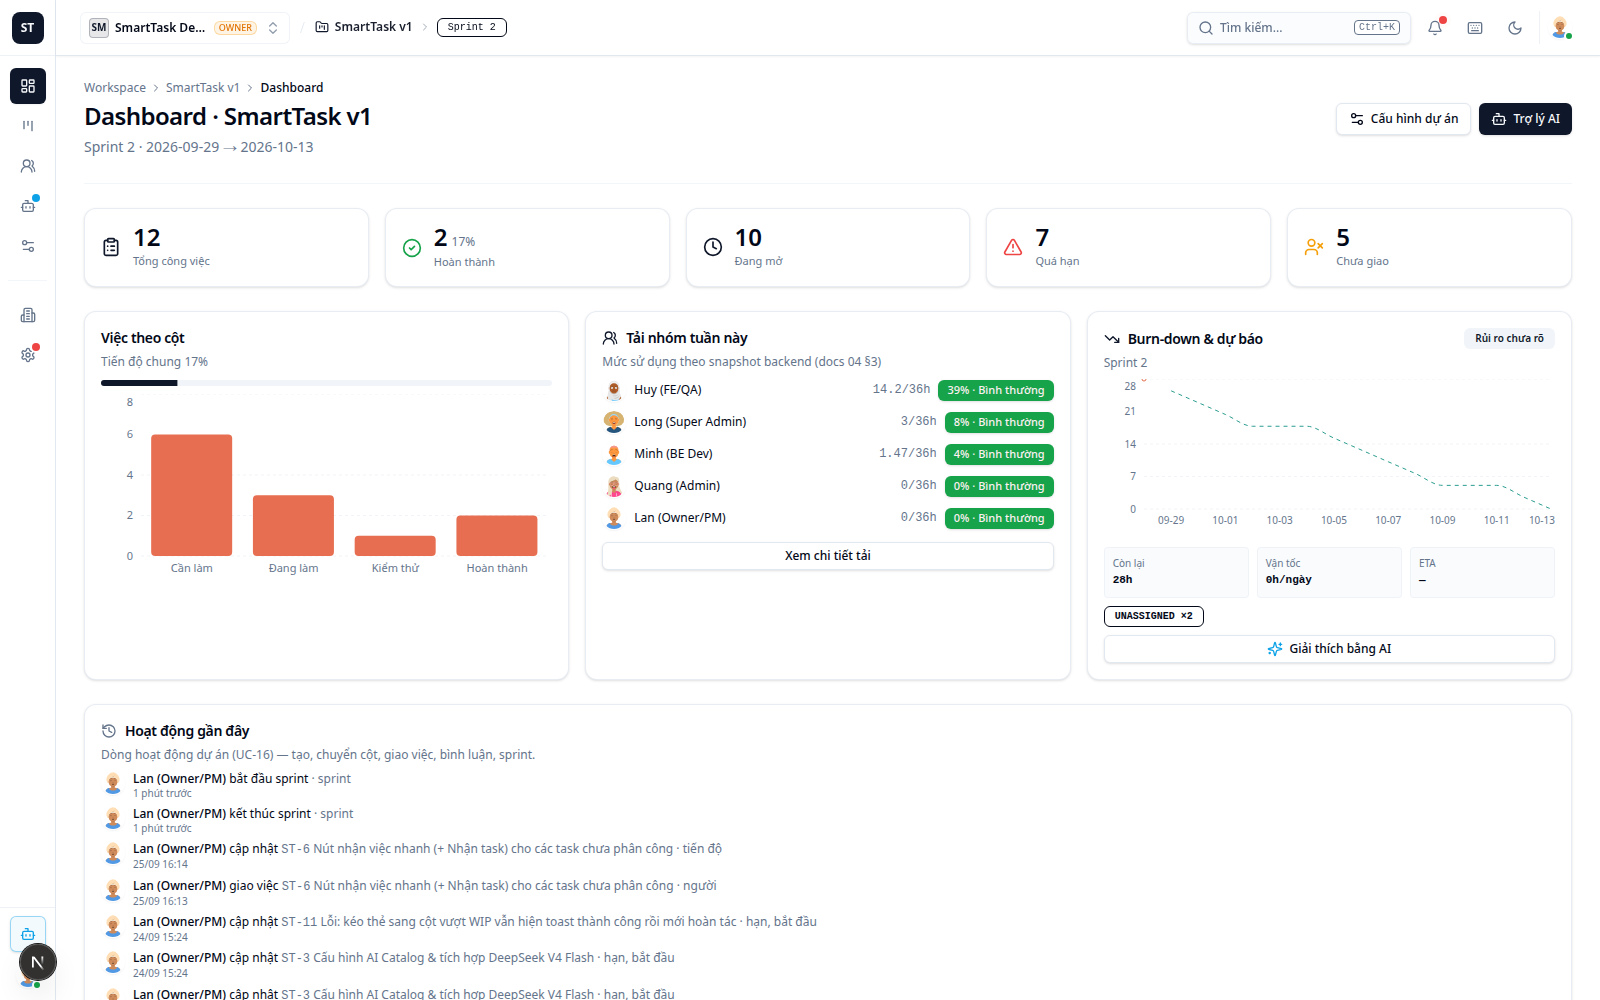 ST
SM SmartTask De... OWNER
SmartTask v1
Sprint 2
Tìm kiếm...
Ctrl+K
Workspace > SmartTask v1 > Dashboard
Dashboard · SmartTask v1
Sprint 2 · 2026-09-29 → 2026-10-13
Cấu hình dự án
Trợ lý AI
12
Tổng công việc
2 17%
Hoàn thành
10
Đang mở
7
Quá hạn
5
Chưa giao
Việc theo cột
Tiến độ chung 17%
8
6
4
2
0
Cần làm
Đang làm
Kiểm thử
Hoàn thành
Tải nhóm tuần này
Mức sử dụng theo snapshot backend (docs 04 §3)
Huy (FE/QA) 14.2/36h 39% · Bình thường
Long (Super Admin) 3/36h 8% · Bình thường
Minh (BE Dev) 1.47/36h 4% · Bình thường
Quang (Admin) 0/36h 0% · Bình thường
Lan (Owner/PM) 0/36h 0% · Bình thường
Xem chi tiết tải
Burn-down & dự báo
Rủi ro chưa rõ
Sprint 2
28
21
14
7
0
09-29 10-01 10-03 10-05 10-07 10-09 10-11 10-13
Còn lại
28h
Vận tốc
0h/ngày
ETA
—
UNASSIGNED ×2
Giải thích bằng AI
Hoạt động gần đây
Dòng hoạt động dự án (UC-16) — tạo, chuyển cột, giao việc, bình luận, sprint.
Lan (Owner/PM) bắt đầu sprint · sprint
1 phút trước
Lan (Owner/PM) kết thúc sprint · sprint
1 phút trước
Lan (Owner/PM) cập nhật ST-6 Nút nhận việc nhanh (+ Nhận task) cho các task chưa phân công · tiến độ
25/09 16:14
Lan (Owner/PM) giao việc ST-6 Nút nhận việc nhanh (+ Nhận task) cho các task chưa phân công · người
25/09 16:13
Lan (Owner/PM) cập nhật ST-11 Lỗi: kéo thẻ sang cột vượt WIP vẫn hiện toast thành công rồi mới hoàn tác · hạn, bắt đầu
24/09 15:24
Lan (Owner/PM) cập nhật ST-3 Cấu hình AI Catalog & tích hợp DeepSeek V4 Flash · hạn, bắt đầu
24/09 15:24
Lan (Owner/PM) cập nhật ST-3 Cấu hình AI Catalog & tích hợp DeepSeek V4 Flash · hạn, bắt đầu
N